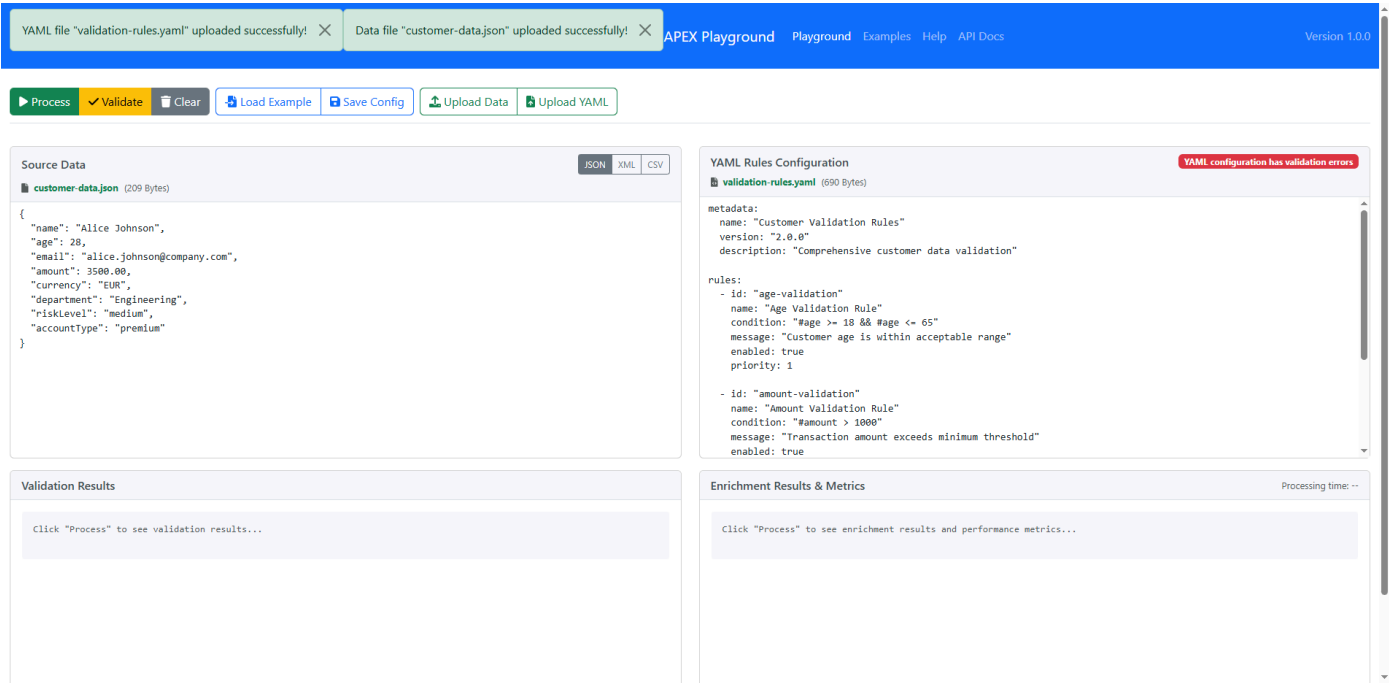 YAML file "validation-rules.yaml" uploaded successfully!
Data file "customer-data.json" uploaded successfully!
APEX Playground Playground Examples Help API Docs Version 1.0.0
Process Validate Clear Load Example Save Config Upload Data Upload YAML
Source Data JSON XML CSV
customer-data.json (209 Bytes)
{
  "name": "Alice Johnson",
  "age": 28,
  "email": "alice.johnson@company.com",
  "amount": 3500.00,
  "currency": "EUR",
  "department": "Engineering",
  "riskLevel": "medium",
  "accountType": "premium"
}
YAML Rules Configuration YAML configuration has validation errors
validation-rules.yaml (690 Bytes)
metadata:
  name: "Customer Validation Rules"
  version: "2.0.0"
  description: "Comprehensive customer data validation"
rules:
  - id: "age-validation"
    name: "Age Validation Rule"
    condition: "#age >= 18 && #age <= 65"
    message: "Customer age is within acceptable range"
    enabled: true
    priority: 1
  - id: "amount-validation"
    name: "Amount Validation Rule"
    condition: "#amount > 1000"
    message: "Transaction amount exceeds minimum threshold"
    enabled: true
Validation Results
Click "Process" to see validation results...
Enrichment Results & Metrics Processing time: --
Click "Process" to see enrichment results and performance metrics...